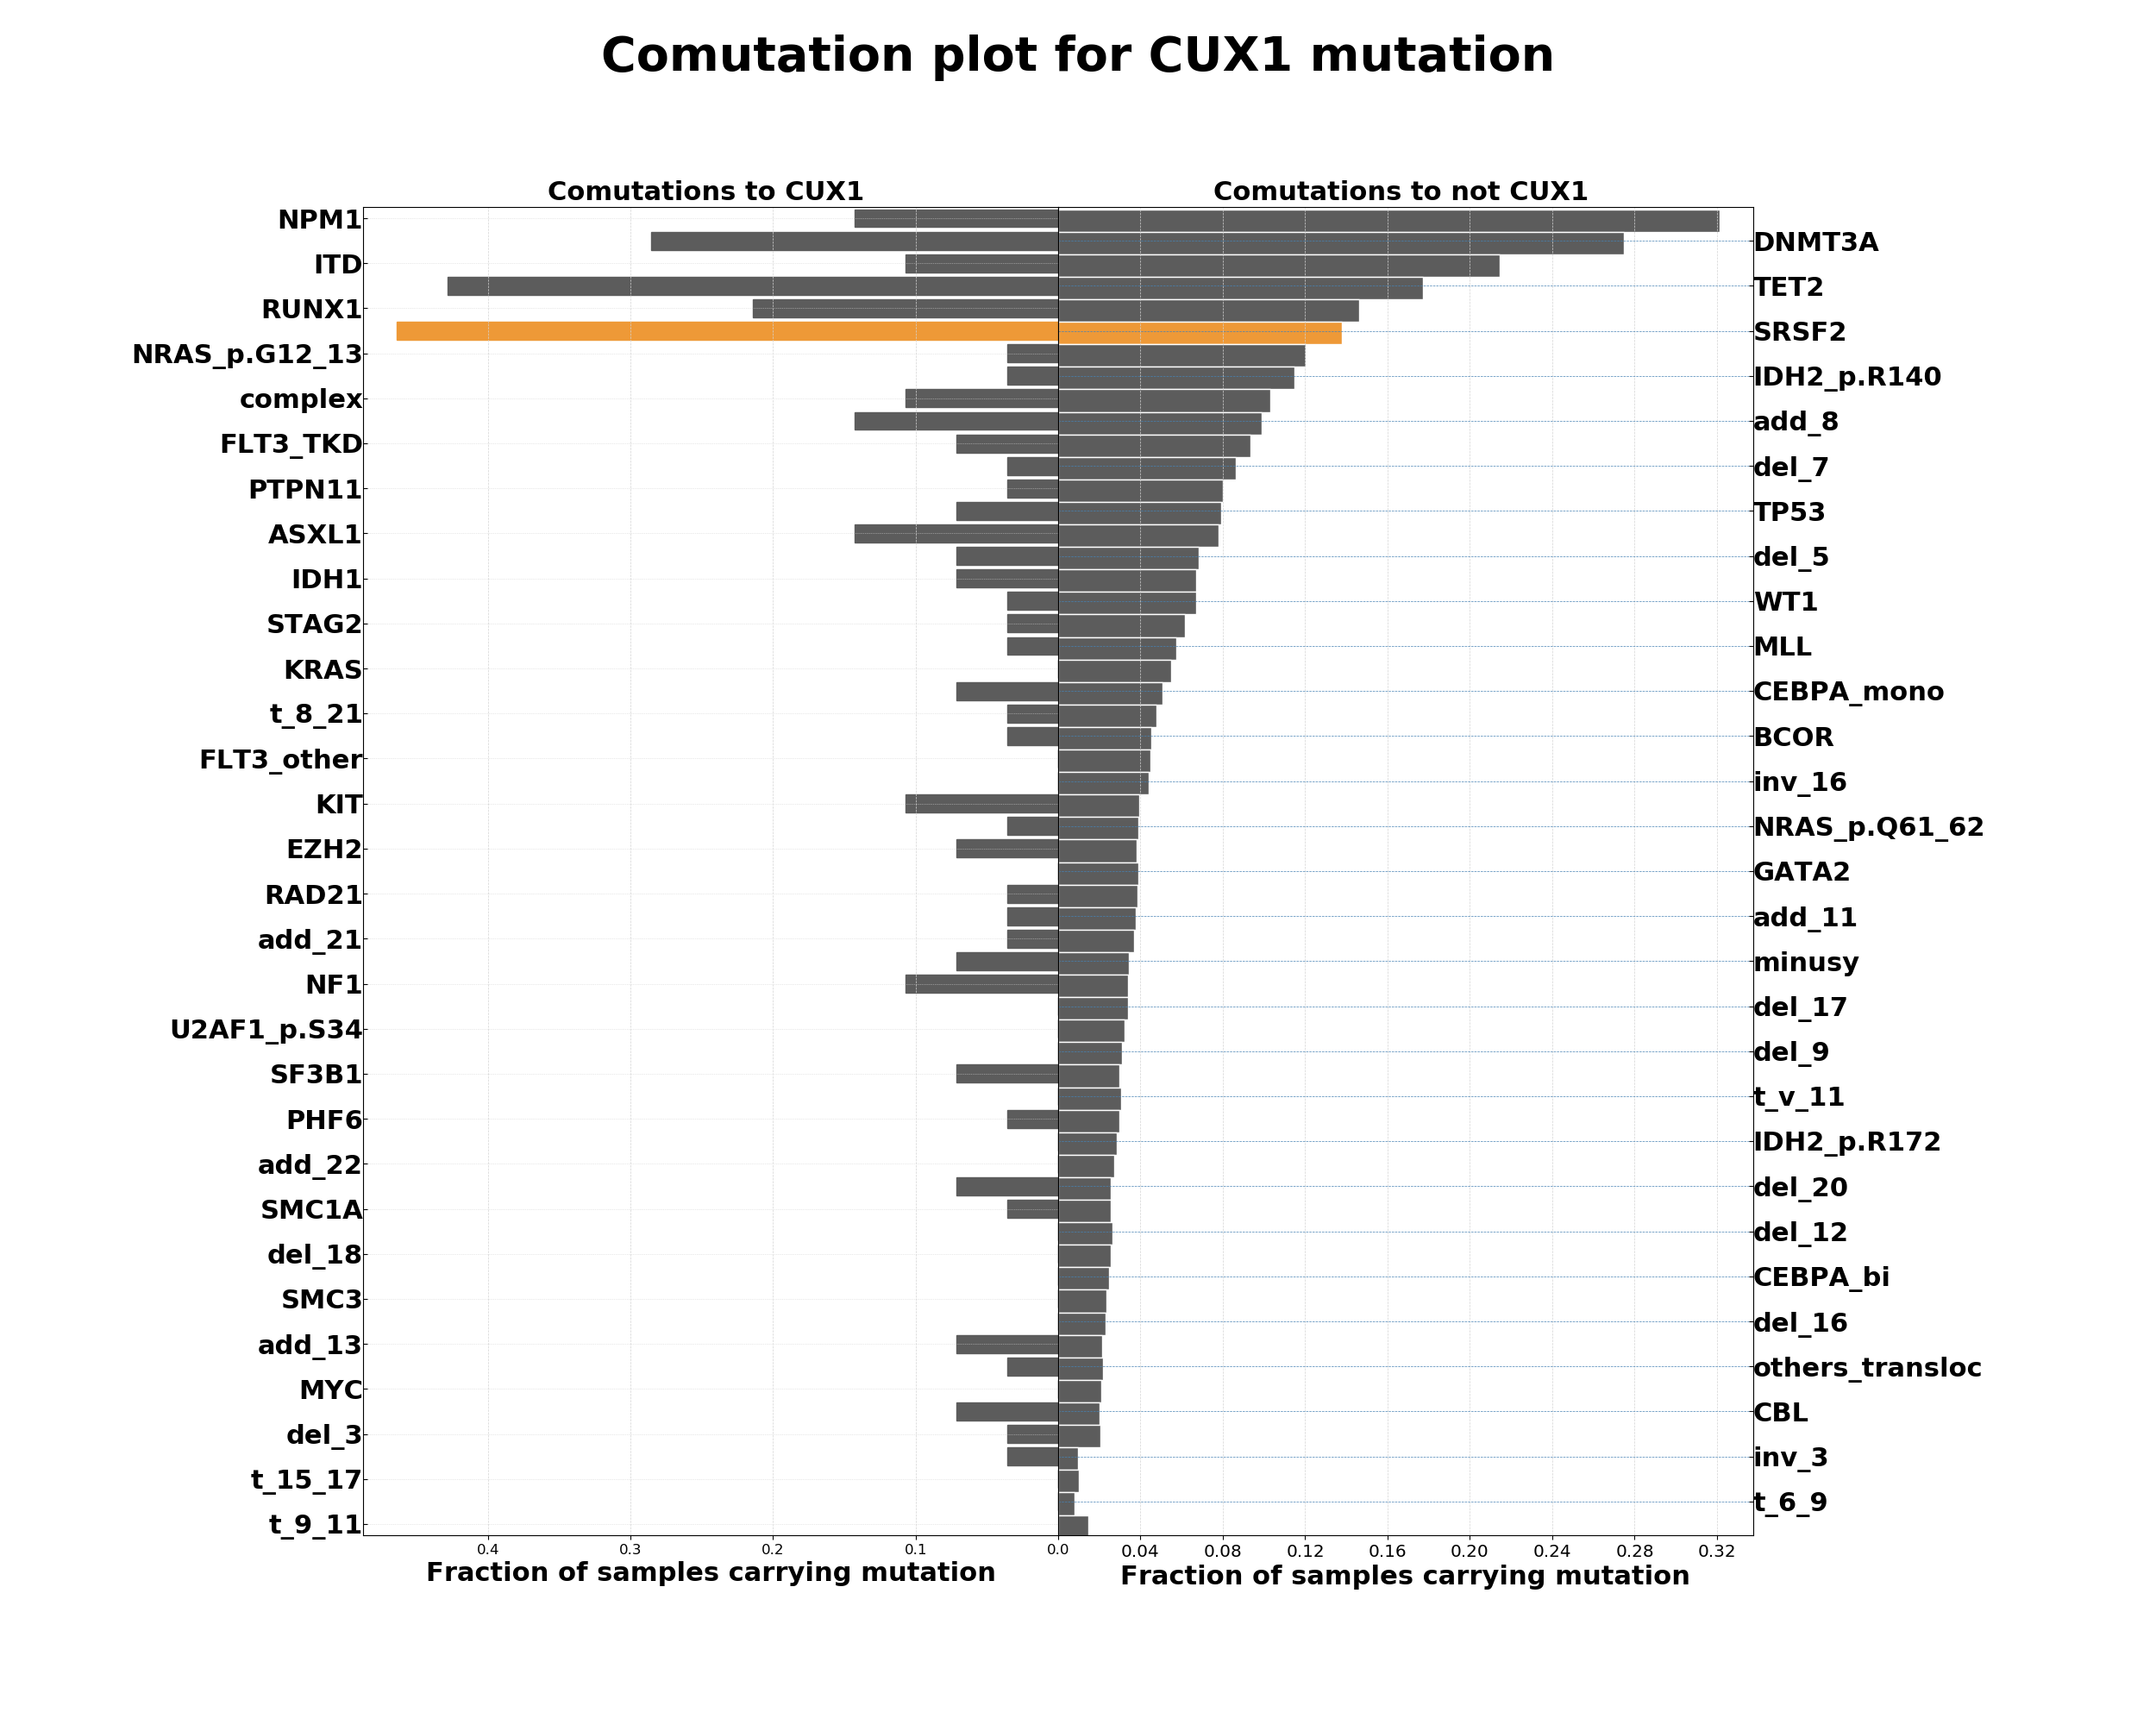 Comutation plot for CUX1 mutation
Comutations to CUX1
Comutations to not CUX1
NPM1
DNMT3A
ITD
TET2
RUNX1
SRSF2
NRAS_p.G12_13
IDH2_p.R140
complex
add_8
FLT3_TKD
del_7
PTPN11
TP53
ASXL1
del_5
IDH1
WT1
STAG2
MLL
KRAS
CEBPA_mono
t_8_21
BCOR
FLT3_other
inv_16
KIT
NRAS_p.Q61_62
EZH2
GATA2
RAD21
add_11
add_21
minusy
NF1
del_17
U2AF1_p.S34
del_9
SF3B1
t_v_11
PHF6
IDH2_p.R172
add_22
del_20
SMC1A
del_12
del_18
CEBPA_bi
SMC3
del_16
add_13
others_transloc
MYC
CBL
del_3
inv_3
t_15_17
t_6_9
t_9_11
0.4 0.3 0.2 0.1 0.0 0.04 0.08 0.12 0.16 0.20 0.24 0.28 0.32
Fraction of samples carrying mutation
Fraction of samples carrying mutation